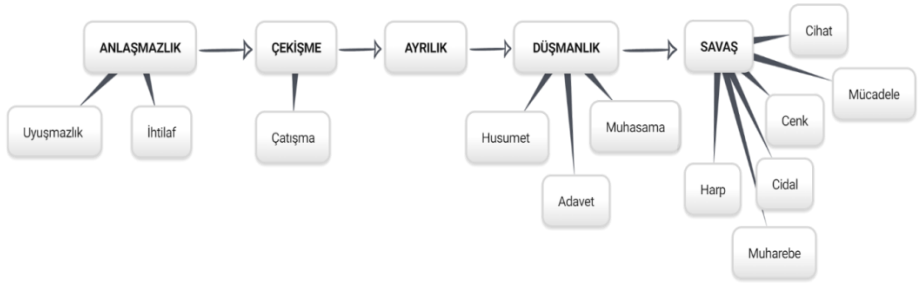 ANLAŞMAZLIK
ÇEKİŞME
AYRILIK
DÜŞMANLIK
SAVAŞ
Cihat
Mücadele
Uyuşmazlık
İhtilaf
Çatışma
Husumet
Muhasama
Cenk
Adavet
Harp
Cidal
Muharebe